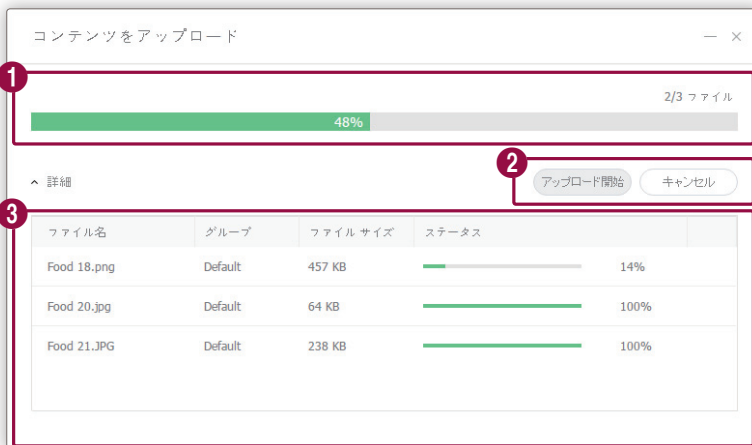 コンテンツをアップロード
1
2/3 ファイル
48%
2
詳細
アップロード開始 キャンセル
3
ファイル名 グループ ファイル サイズ ステータス
Food 18.png Default 457 KB 14%
Food 20.jpg Default 64 KB 100%
Food 21.JPG Default 238 KB 100%